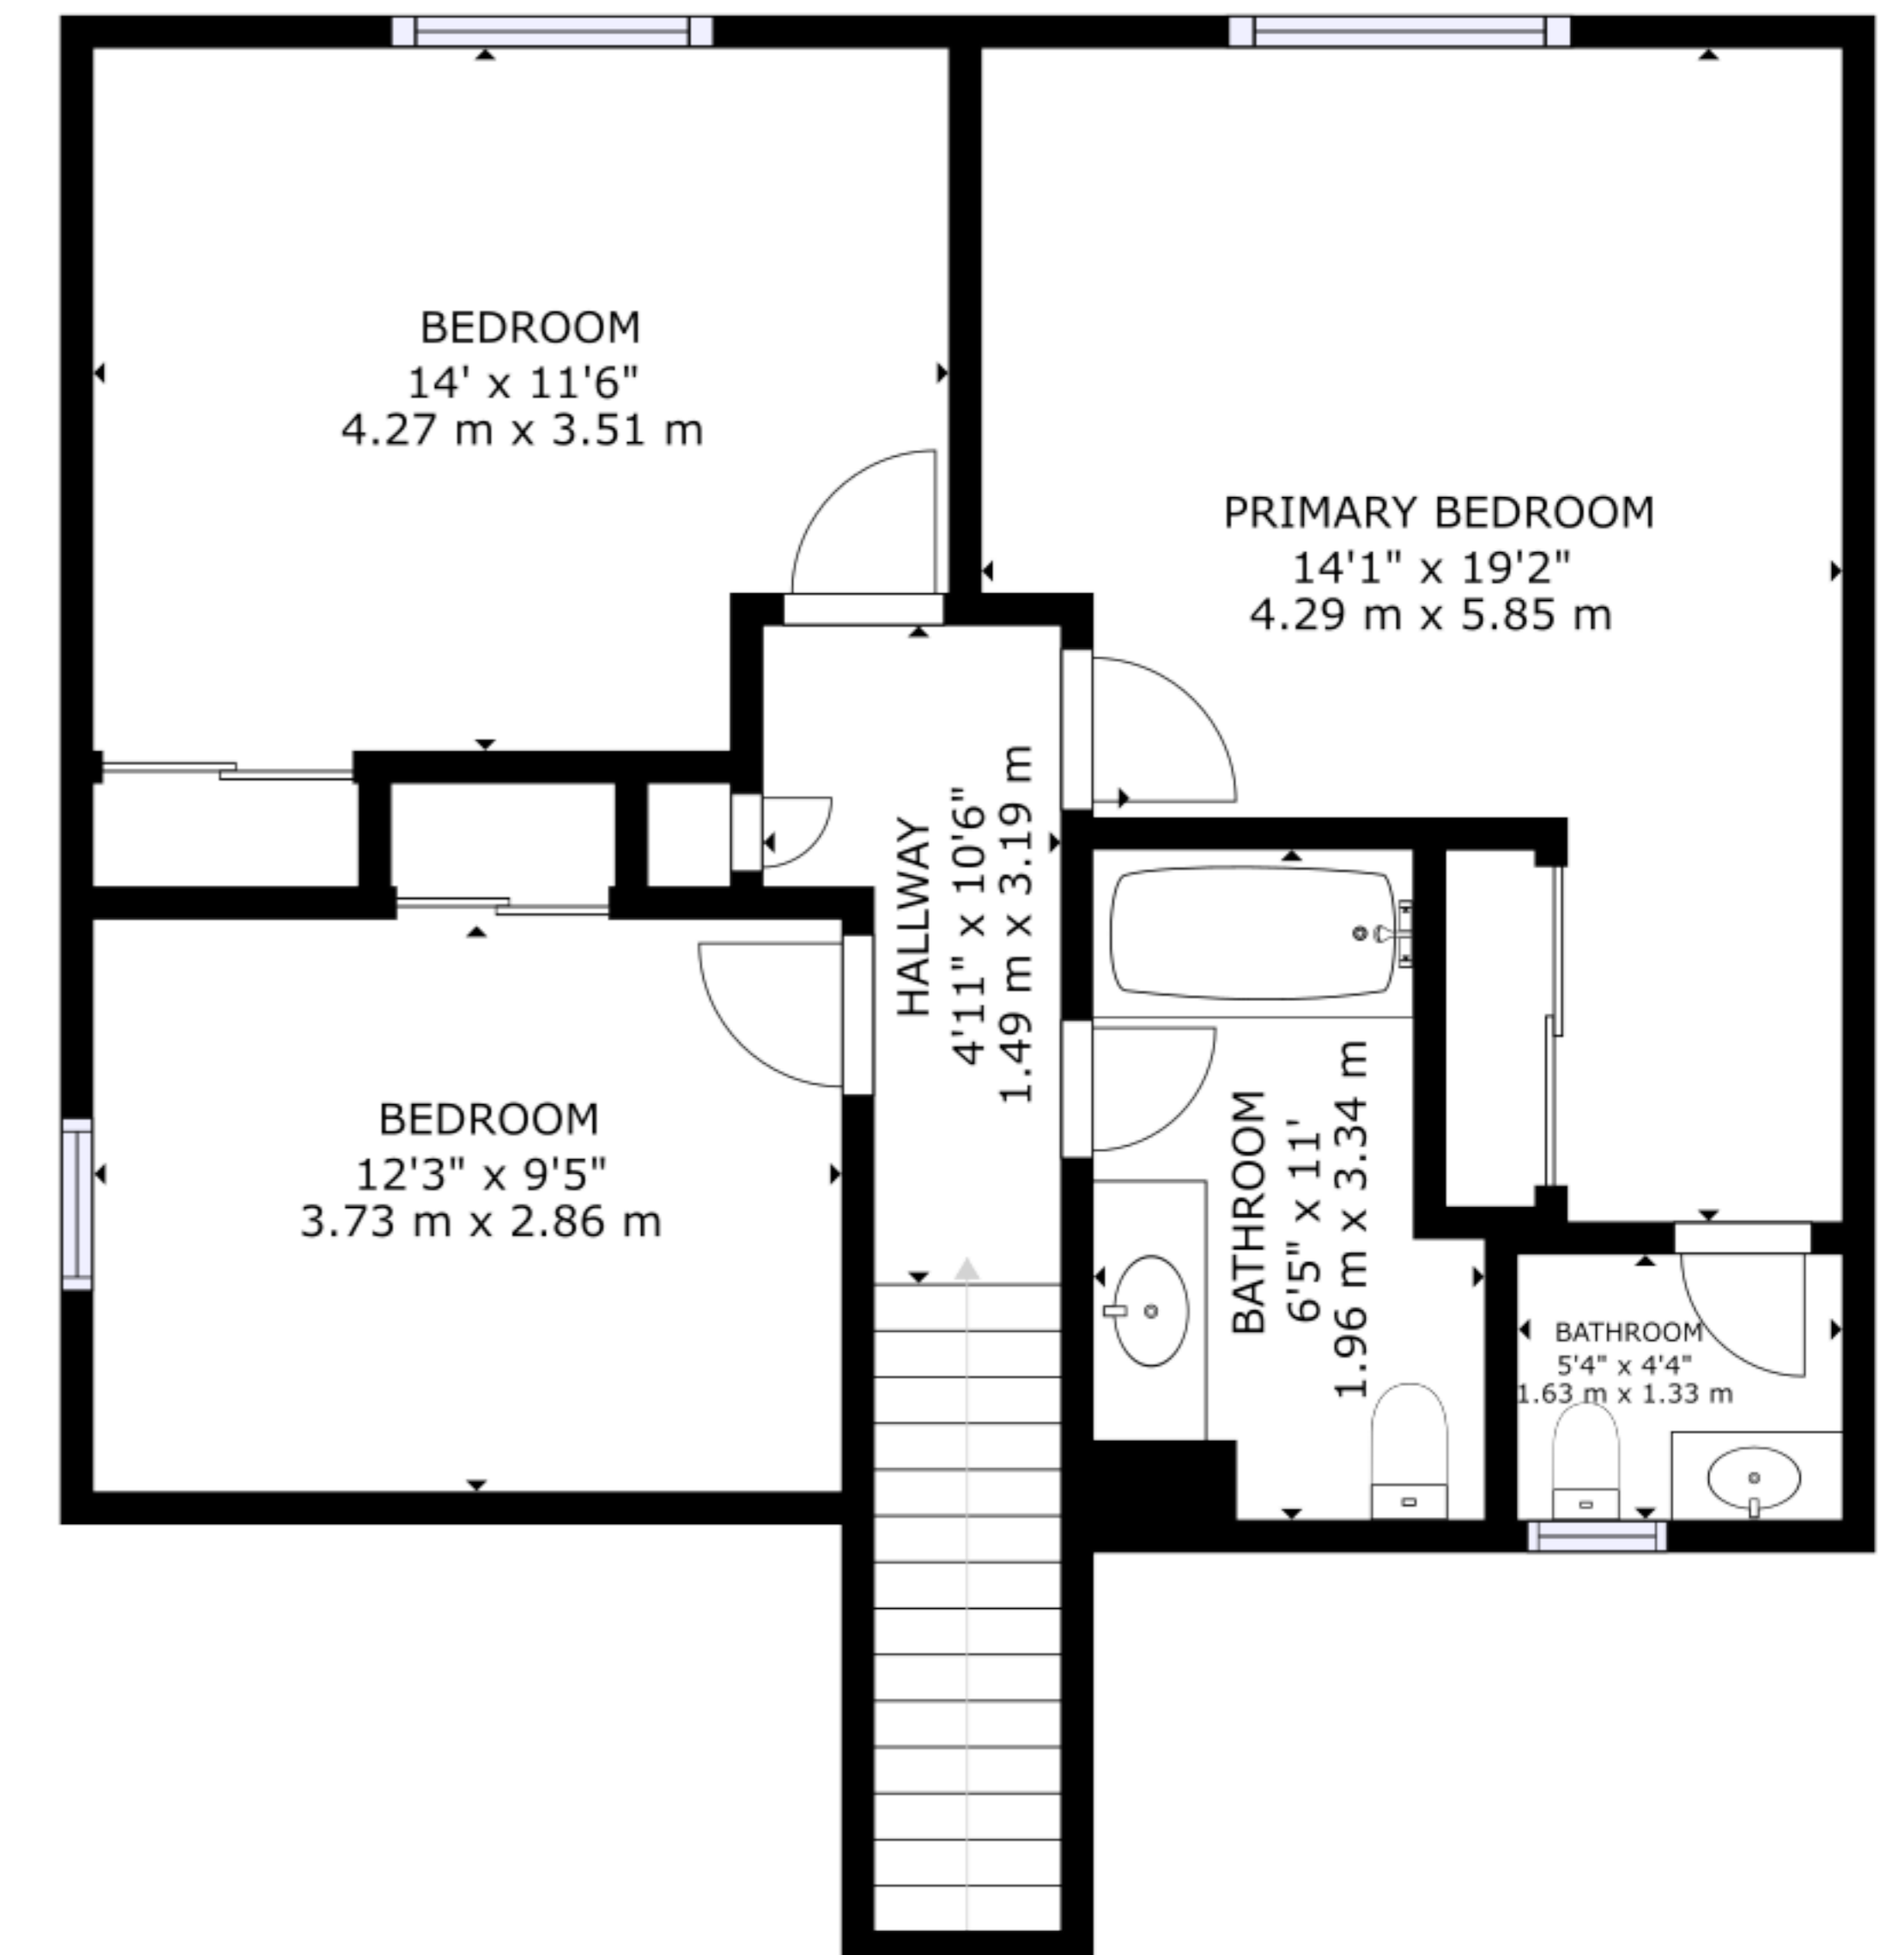 BEDROOM
14' x 11'6"
4.27 m x 3.51 m
PRIMARY BEDROOM
14'1" x 19'2"
4.29 m x 5.85 m
HALLWAY
4'11" x 10'6"
1.49 m x 3.19 m
BEDROOM
12'3" x 9'5"
3.73 m x 2.86 m
BATHROOM
6'5" x 11'
1.96 m x 3.34 m
BATHROOM
5'4" x 4'4"
1.63 m x 1.33 m